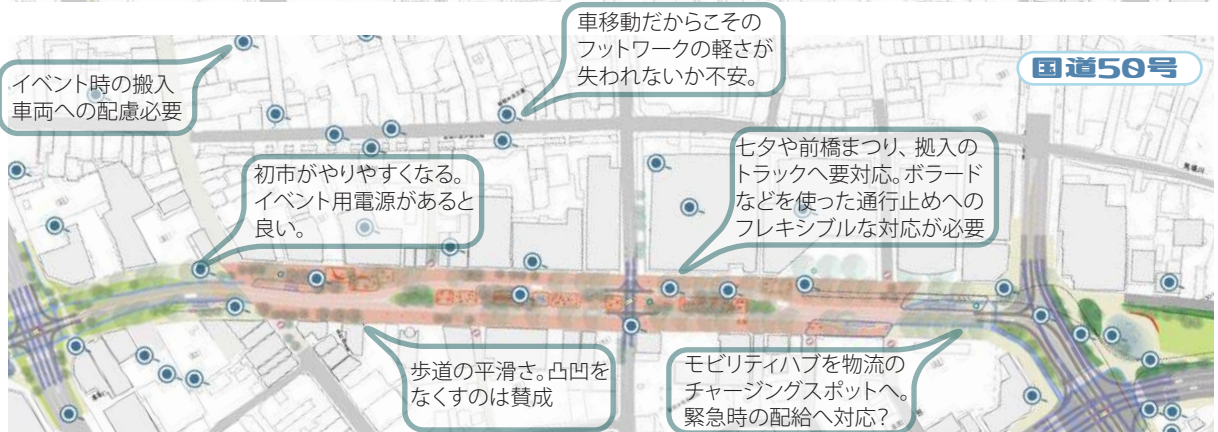 車移動だからこその
フットワークの軽さが
失われないか不安。
国道50号
イベント時の搬入
車両への配慮必要
七夕や前橋まつり、拠入の
トラックへ要対応。ボラード
などを使った通行止めへの
フレキシブルな対応が必要
初市がやりやすくなる。
イベント用電源があると
良い。
歩道の平滑さ。凸凹を
なくすのは賛成
モビリティハブを物流の
チャージングスポットへ。
緊急時の配給へ対応?